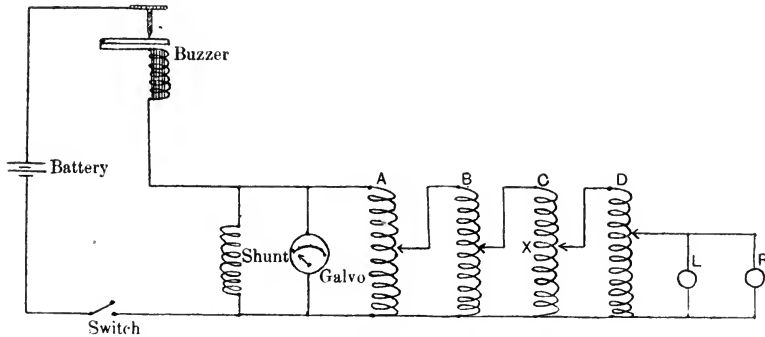 Buzzer
Battery
A B C D
Shunt
Galvo
X
L R
Switch